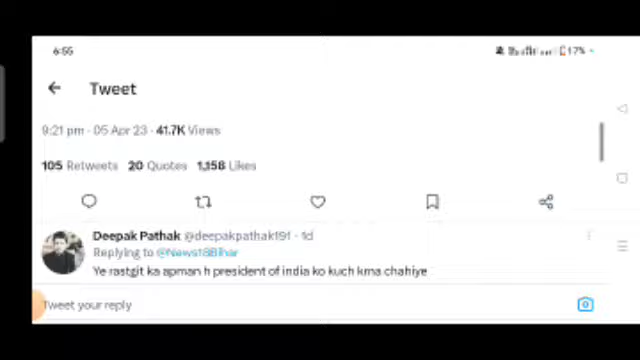 6:55
17%
Tweet
9:21 pm · 05 Apr 23 · 41.7K Views
105 Retweets 20 Quotes 1,158 Likes
Deepak Pathak @deepakpathak191 · 1d
Replying to @News18Bihar
Ye rastgit ka apman h president of india ko kuch krna chahiye
Tweet your reply